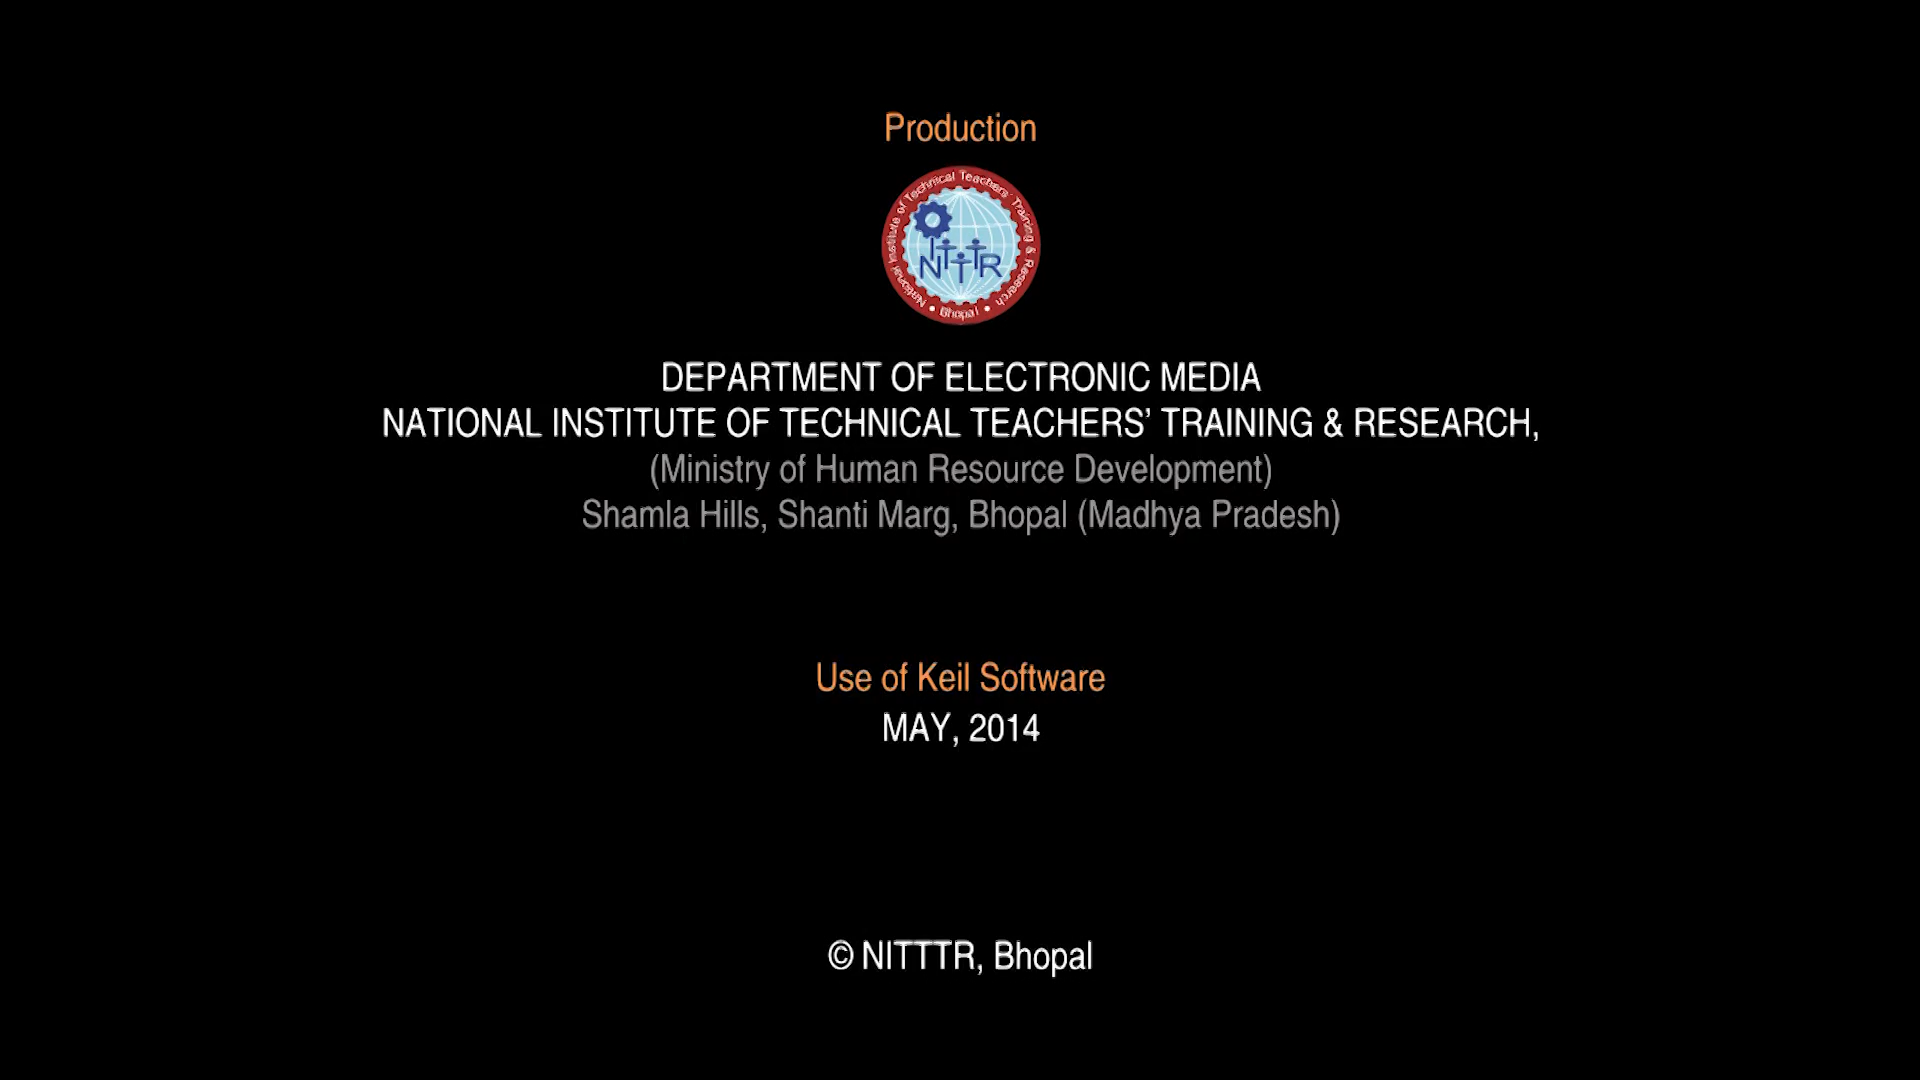 Production
National Institute of Technical Teachers' Training & Research
• Bhopal •
NITTTR
DEPARTMENT OF ELECTRONIC MEDIA
NATIONAL INSTITUTE OF TECHNICAL TEACHERS’ TRAINING & RESEARCH,
(Ministry of Human Resource Development)
Shamla Hills, Shanti Marg, Bhopal (Madhya Pradesh)
Use of Keil Software
MAY, 2014
© NITTTR, Bhopal